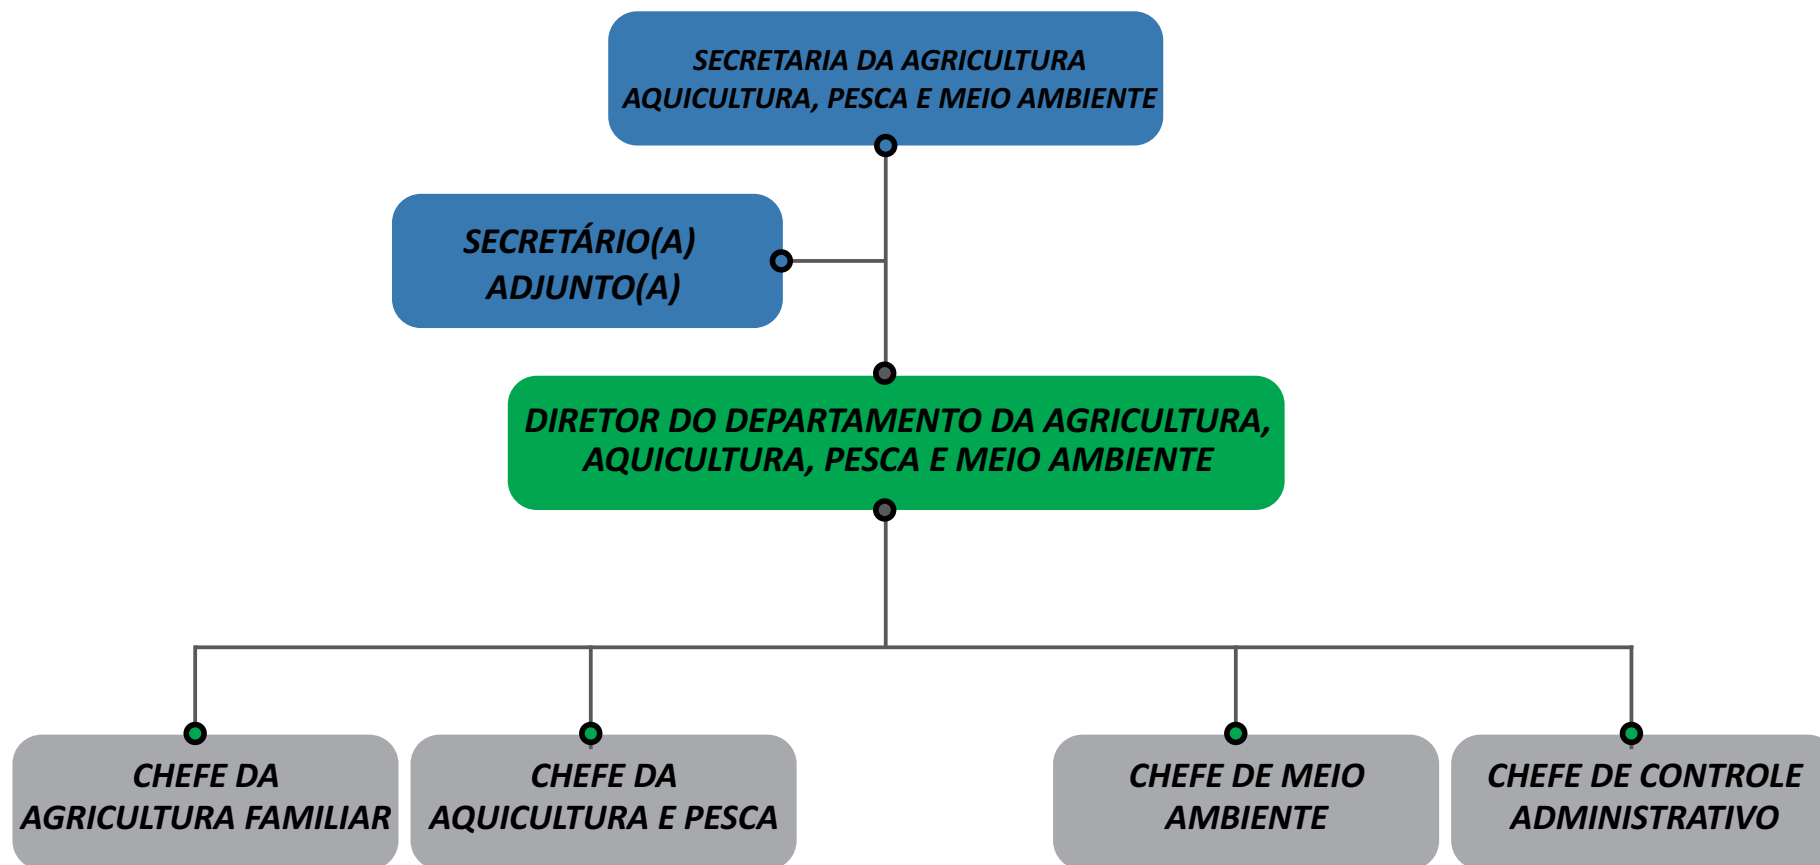 SECRETARIA DA AGRICULTURA
AQUICULTURA, PESCA E MEIO AMBIENTE
SECRETÁRIO(A)
ADJUNTO(A)
DIRETOR DO DEPARTAMENTO DA AGRICULTURA,
AQUICULTURA, PESCA E MEIO AMBIENTE
CHEFE DA
AGRICULTURA FAMILIAR
CHEFE DA
AQUICULTURA E PESCA
CHEFE DE MEIO
AMBIENTE
CHEFE DE CONTROLE
ADMINISTRATIVO